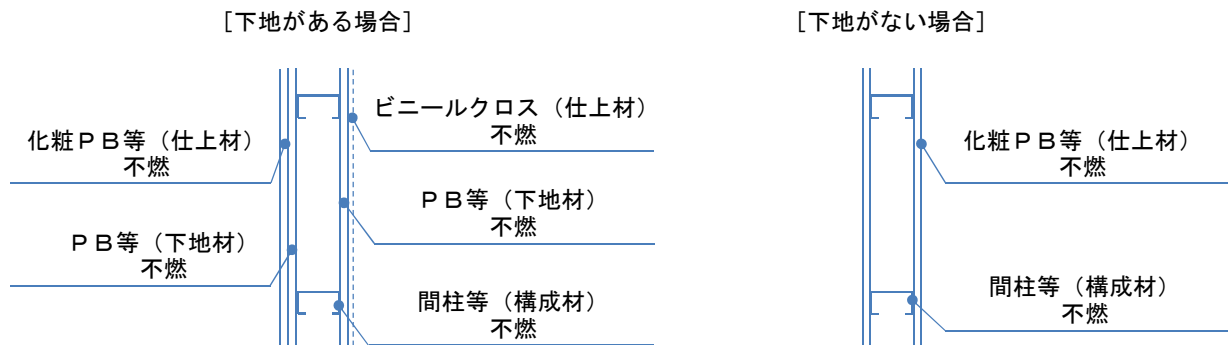 [下地がある場合]
化粧ＰＢ等（仕上材）
不燃
ＰＢ等（下地材）
不燃
ビニールクロス（仕上材）
不燃
ＰＢ等（下地材）
不燃
間柱等（構成材）
不燃
[下地がない場合]
化粧ＰＢ等（仕上材）
不燃
間柱等（構成材）
不燃